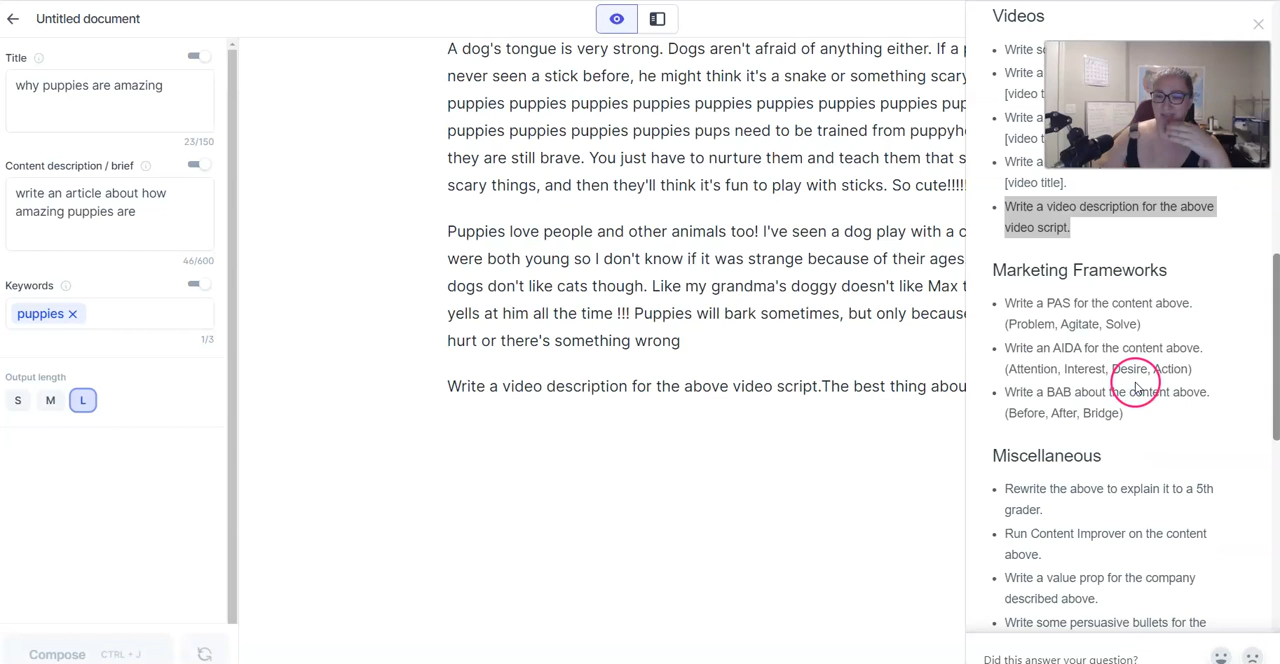 Untitled document
Title
why puppies are amazing
23/150
Content description / brief
write an article about how
amazing puppies are
46/600
Keywords
puppies
1/3
Output length
S M L
Compose CTRL + J
A dog's tongue is very strong. Dogs aren't afraid of anything either. If a
never seen a stick before, he might think it's a snake or something scary
puppies puppies puppies puppies puppies puppies puppies puppies
puppies puppies puppies puppies pups need to be trained from
they are still brave. You just have to nurture them and teach them that
scary things, and then they'll think it's fun to play with sticks. So cute!!!!!
Puppies love people and other animals too! I've seen a dog play with a
were both young so I don't know if it was strange because of their ages
dogs don't like cats though. Like my grandma's doggy doesn't like Max
yells at him all the time !!! Puppies will bark sometimes, but only because
hurt or there's something wrong
Write a video description for the above video script.The best thing
Videos
Write
Write a
[video
Write a
[video
Write a
[video title].
Write a video description for the above
video script.
Marketing Frameworks
Write a PAS for the content above.
(Problem, Agitate, Solve)
Write an AIDA for the content above.
(Attention, Interest, Desire, Action)
Write a BAB about the content above.
(Before, After, Bridge)
Miscellaneous
Rewrite the above to explain it to a 5th
grader.
Run Content Improver on the content
above.
Write a value prop for the company
described above.
Write some persuasive bullets for the
Did this answer your question?